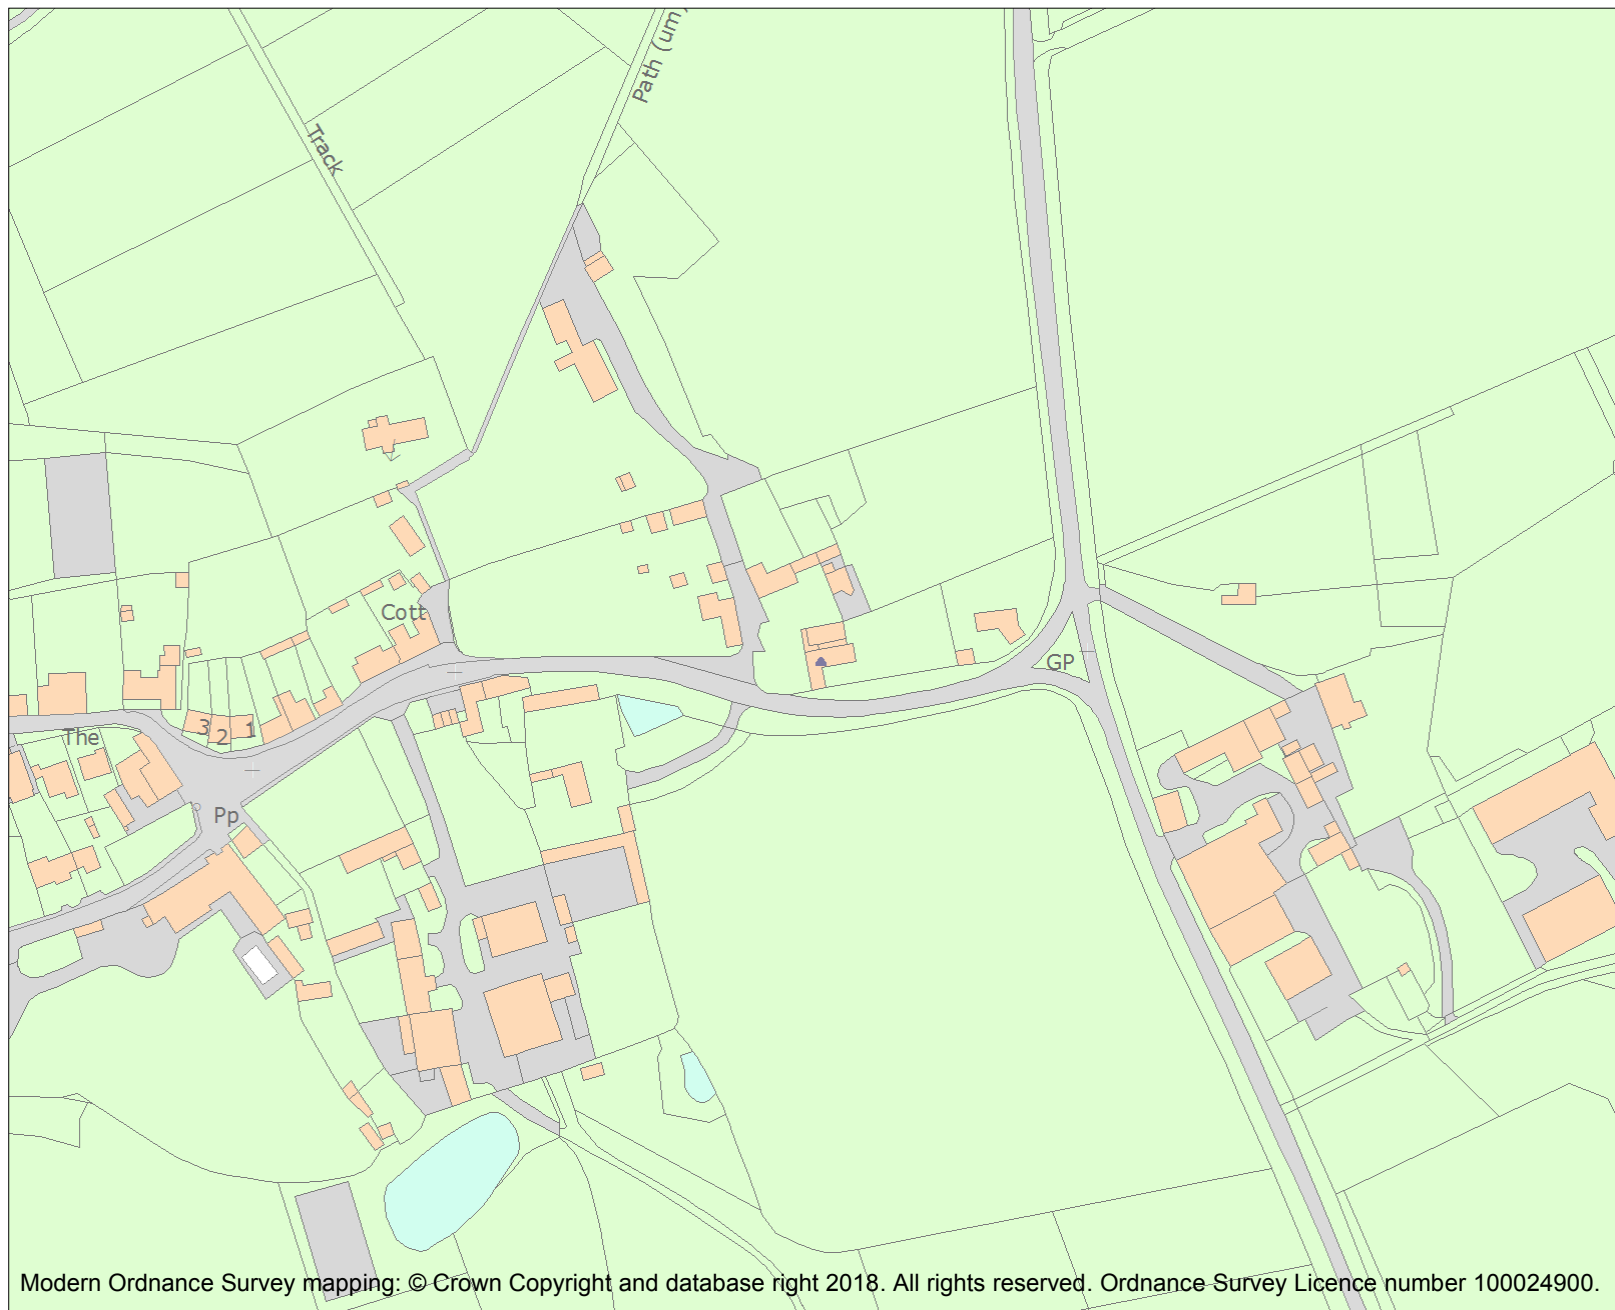 Path (um)
Track
Cott
GP
3
2
1
The
Pp
Modern Ordnance Survey mapping: © Crown Copyright and database right 2018. All rights reserved. Ordnance Survey Licence number 100024900.